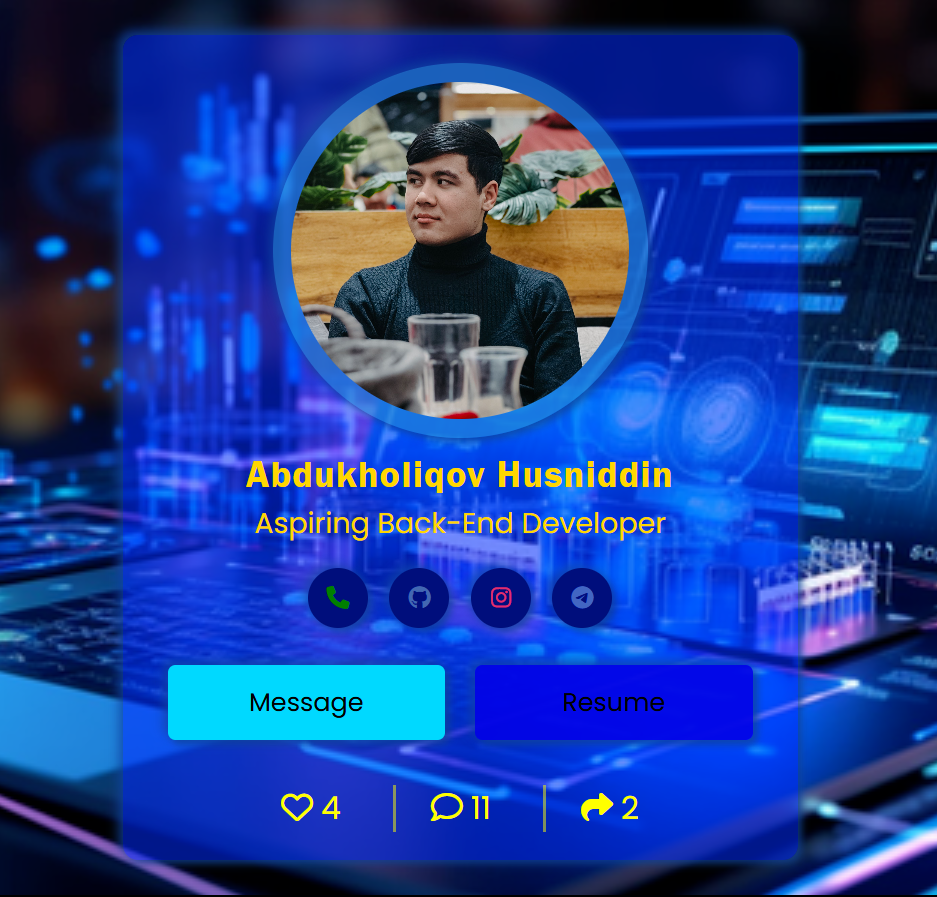 Abdukholiqov Husniddin
Aspiring Back-End Developer
Message
Resume
4
11
2